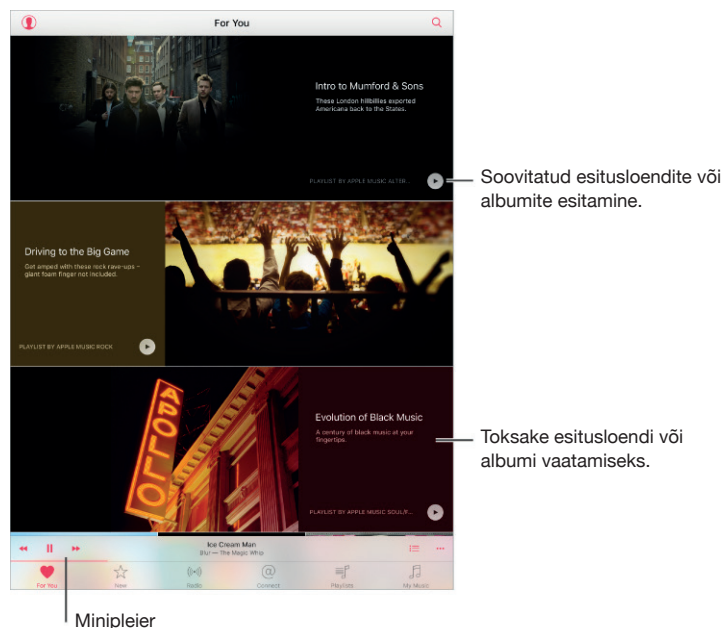 For You
Intro to Mumford & Sons
These London hillbillies exported
Americana back to the States.
PLAYLIST BY APPLE MUSIC ALTER...
Soovitatud esitusloendite või
albumite esitamine.
Driving to the Big Game
Get amped with these rock rave-ups –
giant foam finger not included.
PLAYLIST BY APPLE MUSIC ROCK
APOLLO
Evolution of Black Music
A century of black music at your
fingertips.
PLAYLIST BY APPLE MUSIC SOUL/F...
Toksake esitusloendi või
albumi vaatamiseks.
Ice Cream Man
Blur — The Magic Whip
For You
New
Radio
Connect
Playlists
My Music
Minipleier